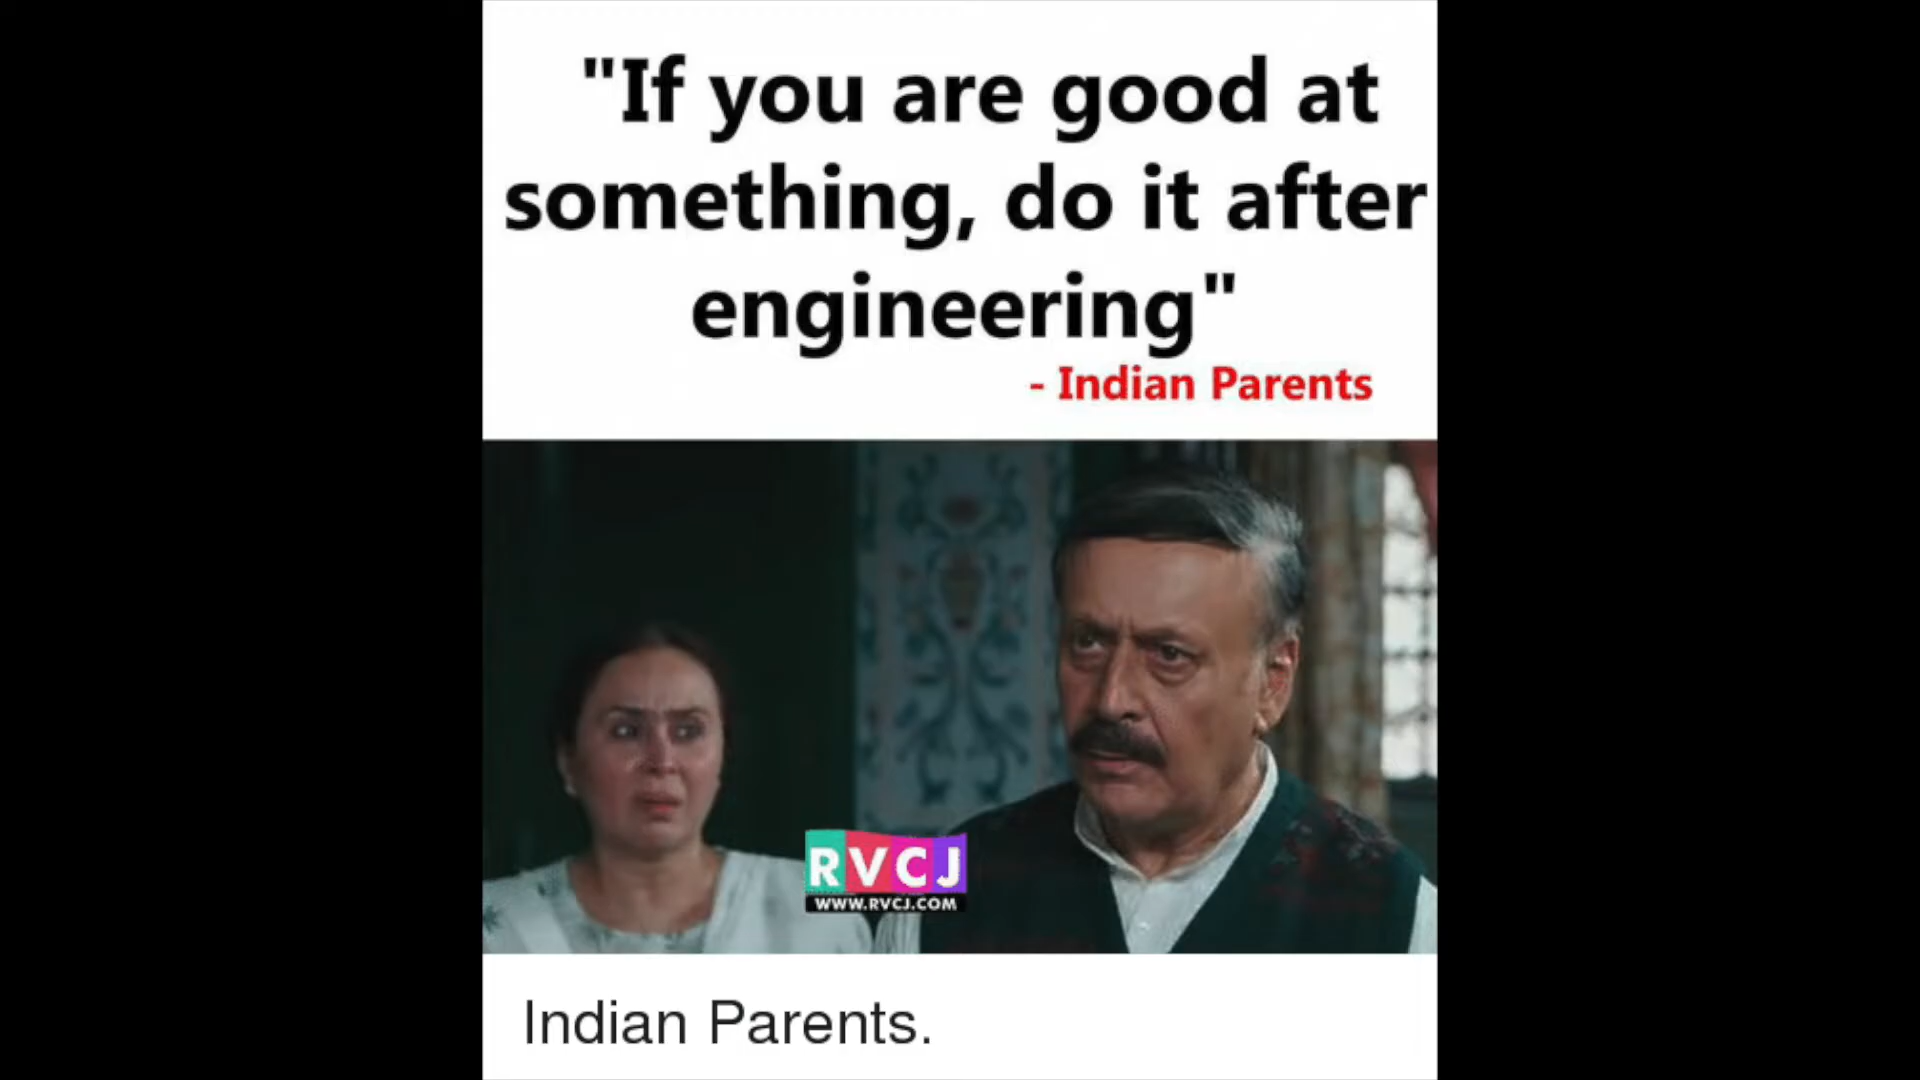 "If you are good at
something, do it after
engineering"
- Indian Parents
RVCJ
WWW.RVCJ.COM
Indian Parents.